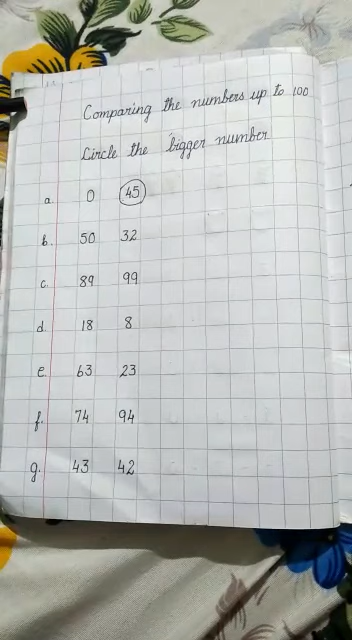 Comparing the numbers up to 100
Circle the bigger number
a. 0 45
b. 50 32
c. 89 99
d. 18 8
e. 63 23
f. 74 94
g. 43 42